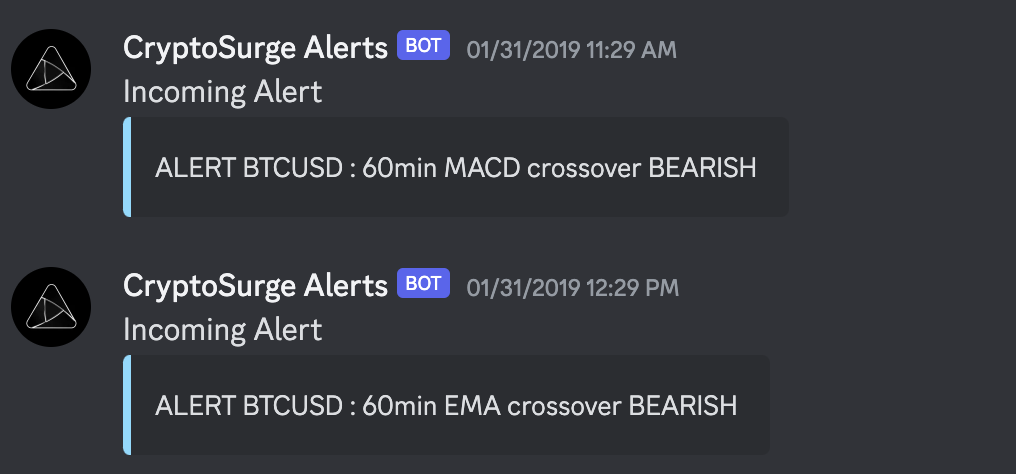 CryptoSurge Alerts BOT 01/31/2019 11:29 AM
Incoming Alert
ALERT BTCUSD : 60min MACD crossover BEARISH
CryptoSurge Alerts BOT 01/31/2019 12:29 PM
Incoming Alert
ALERT BTCUSD : 60min EMA crossover BEARISH